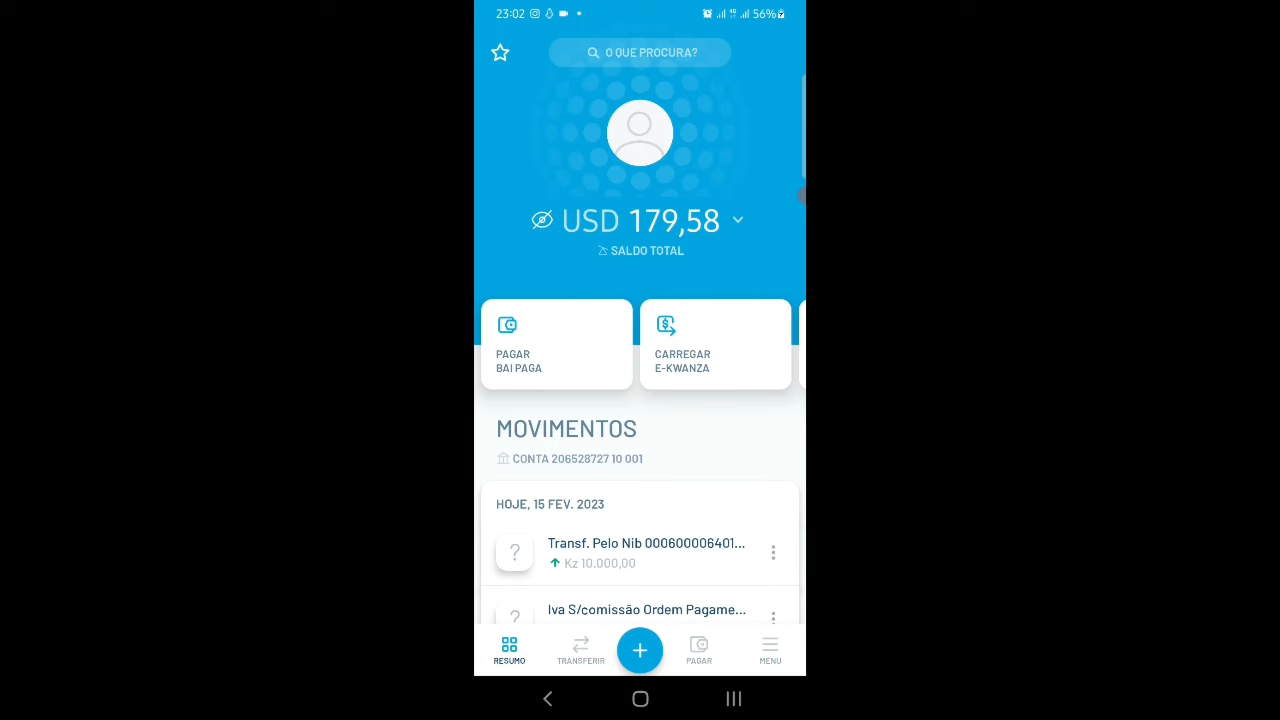 23:02
56%
O QUE PROCURA?
USD 179,58
SALDO TOTAL
PAGAR
BAI PAGA
CARREGAR
E-KWANZA
MOVIMENTOS
CONTA 206528727 10 001
HOJE, 15 FEV. 2023
Transf. Pelo Nib 000600006401...
Kz 10.000,00
Iva S/comissão Ordem Pagame...
RESUMO
TRANSFERIR
PAGAR
MENU